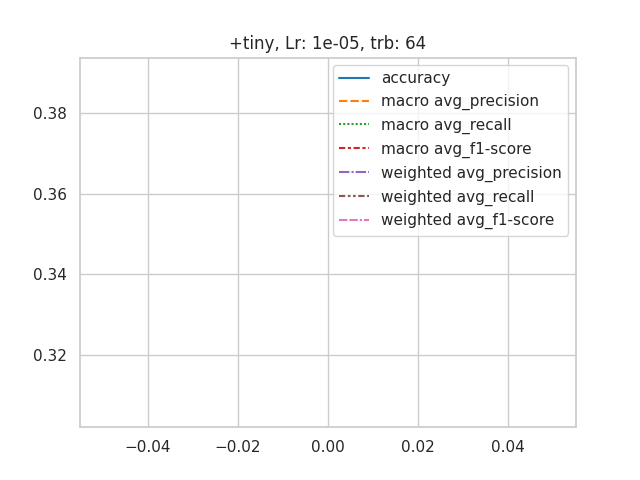 +tiny, Lr: 1e-05, trb: 64
accuracy
macro avg_precision
macro avg_recall
macro avg_f1-score
weighted avg_precision
weighted avg_recall
weighted avg_f1-score
0.38
0.36
0.34
0.32
−0.04 −0.02 0.00 0.02 0.04